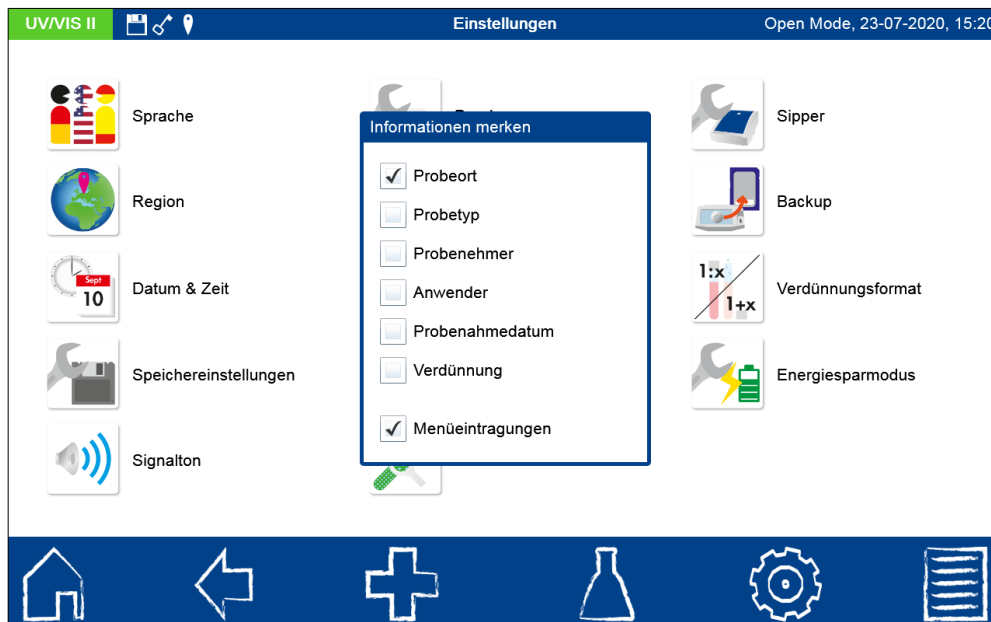 UV/VIS II
Einstellungen
Open Mode, 23-07-2020, 15:20
Sprache
Region
Sept
10
Datum & Zeit
Speichereinstellungen
Signalton
Informationen merken
Probeort
Probetyp
Probenehmer
Anwender
Probenahmedatum
Verdünnung
Menüeintragungen
Sipper
Backup
1:x
1+x
Verdünnungsformat
Energiesparmodus